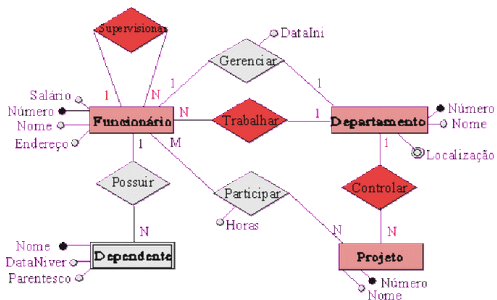 Supervisionar
DataIni
Gerenciar
1
1
Salário
1
N
Número
Nome
Endereço
Funcionário
N
Trabalhar
1
Departamento
Número
Nome
Localização
1
M
1
Possuir
Participar
Controlar
Horas
N
N
N
Nome
DataNiver
Parentesco
Dependente
Projeto
Número
Nome